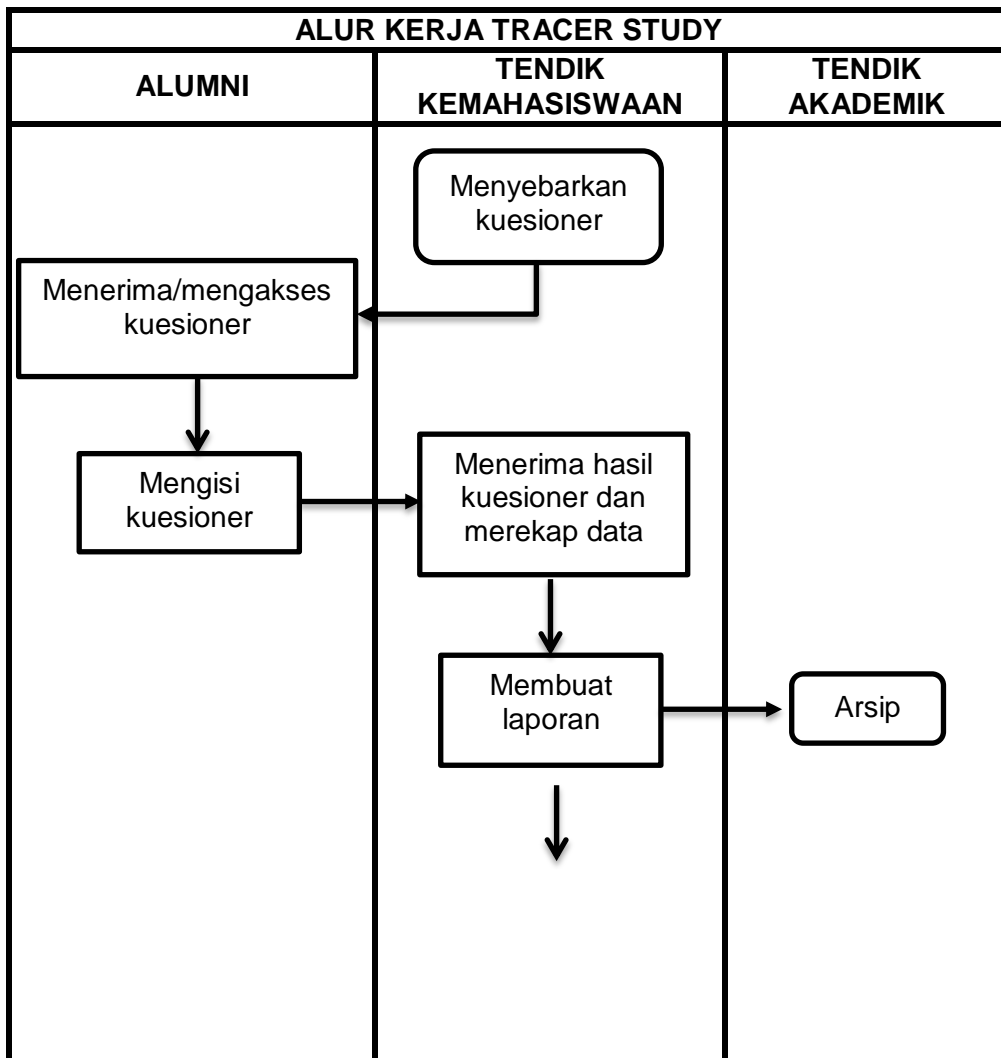 ALUR KERJA TRACER STUDY
ALUMNI
TENDIK
KEMAHASISWAAN
TENDIK
AKADEMIK
Menyebarkan
kuesioner
Menerima/mengakses
kuesioner
Mengisi
kuesioner
Menerima hasil
kuesioner dan
merekap data
Membuat
laporan
Arsip